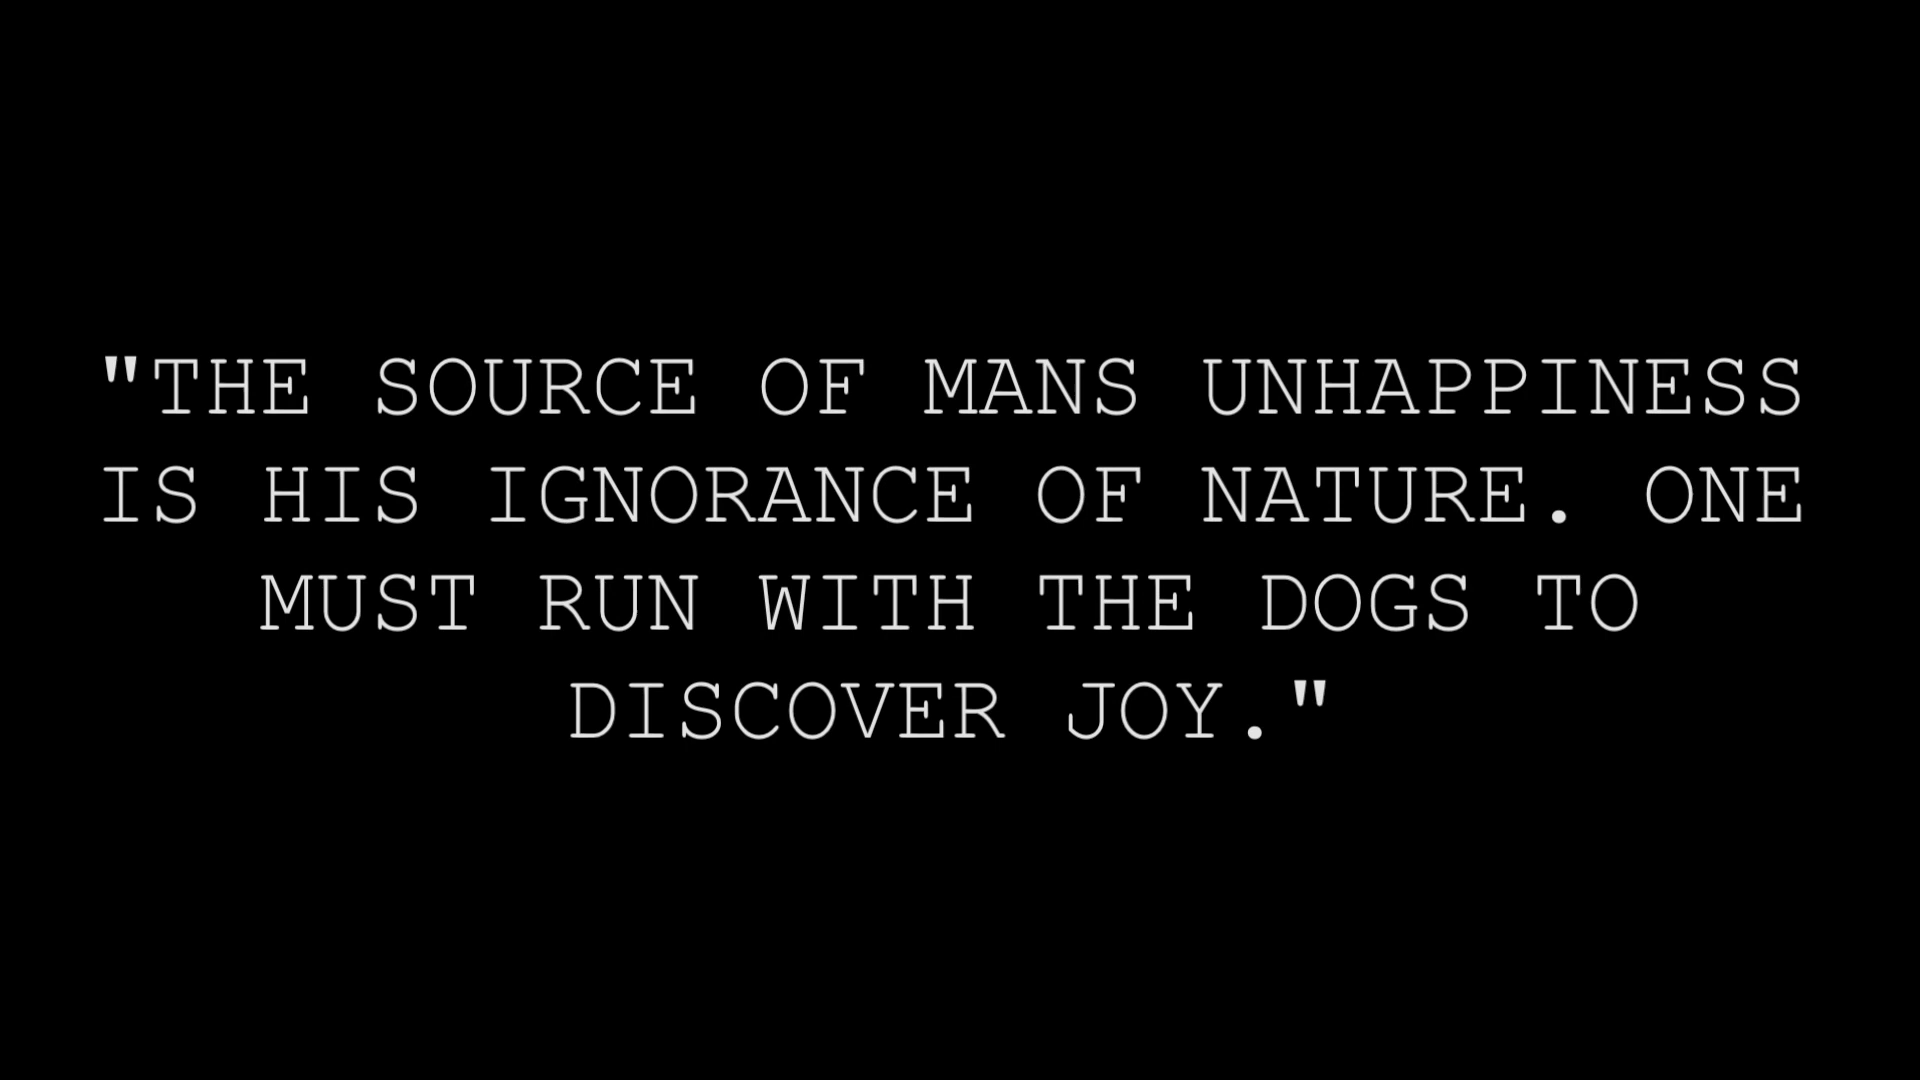 "THE SOURCE OF MANS UNHAPPINESS
IS HIS IGNORANCE OF NATURE. ONE
MUST RUN WITH THE DOGS TO
DISCOVER JOY."